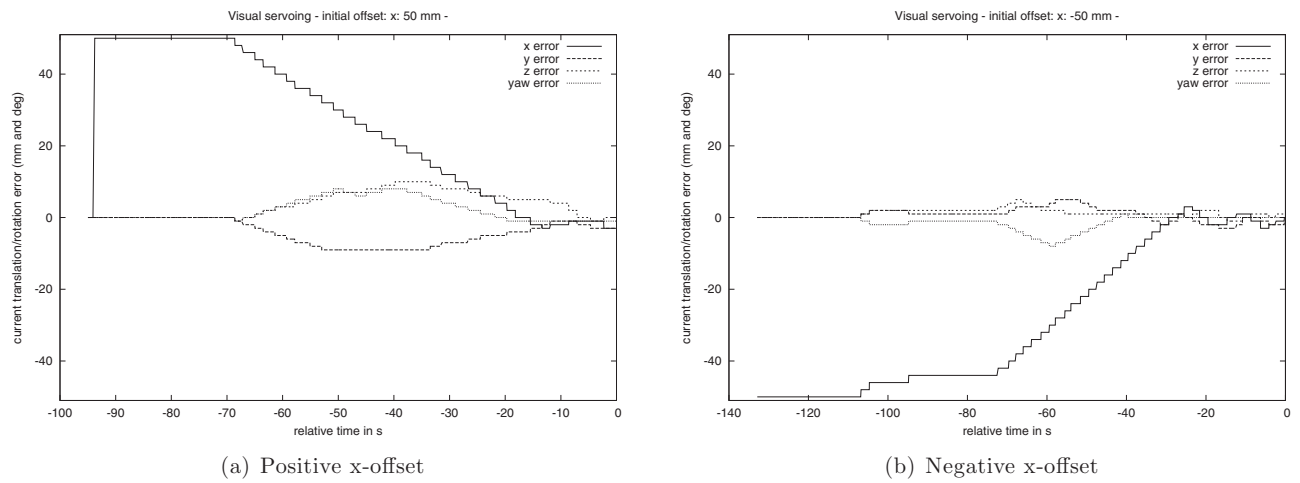 Visual servoing - initial offset: x: 50 mm -
current translation/rotation error (mm and deg)
x error
y error
z error
yaw error
40
20
0
-20
-40
-100 -90 -80 -70 -60 -50 -40 -30 -20 -10 0
relative time in s
(a) Positive x-offset
Visual servoing - initial offset: x: -50 mm -
current translation/rotation error (mm and deg)
x error
y error
z error
yaw error
40
20
0
-20
-40
-140 -120 -100 -80 -60 -40 -20 0
relative time in s
(b) Negative x-offset